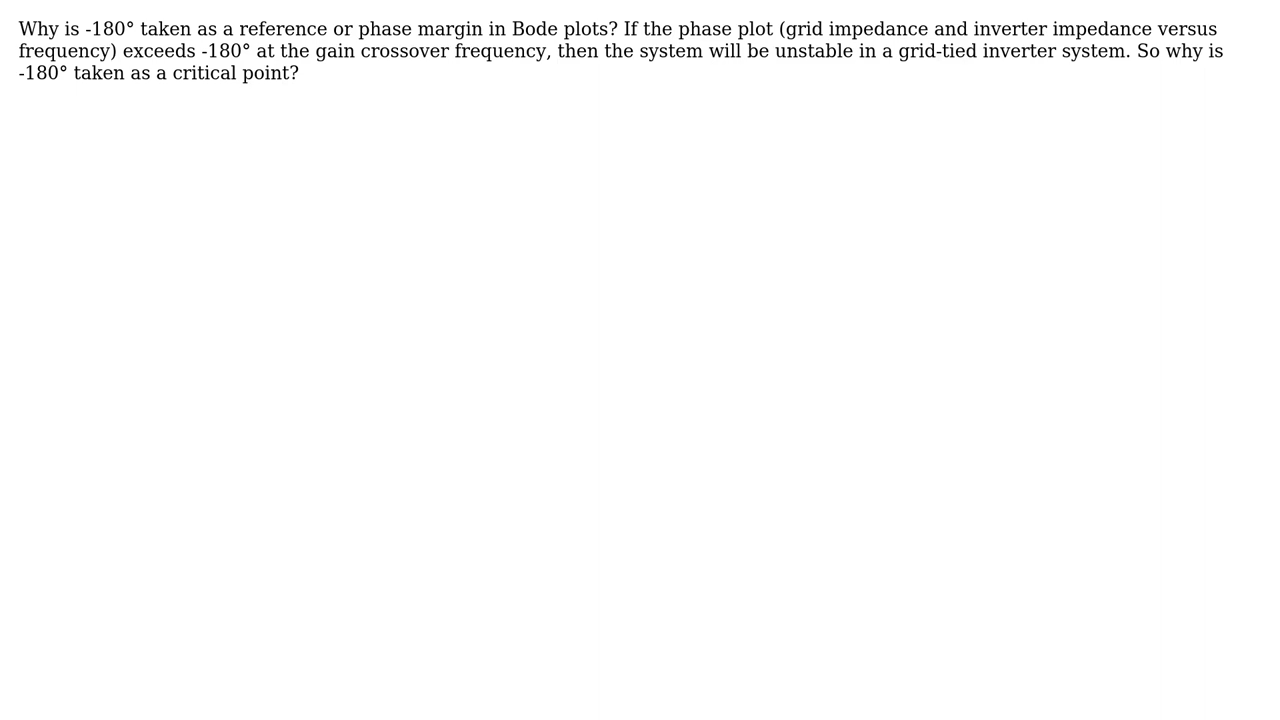 Why is -180° taken as a reference or phase margin in Bode plots? If the phase plot (grid impedance and inverter impedance versus
frequency) exceeds -180° at the gain crossover frequency, then the system will be unstable in a grid-tied inverter system. So why is
-180° taken as a critical point?